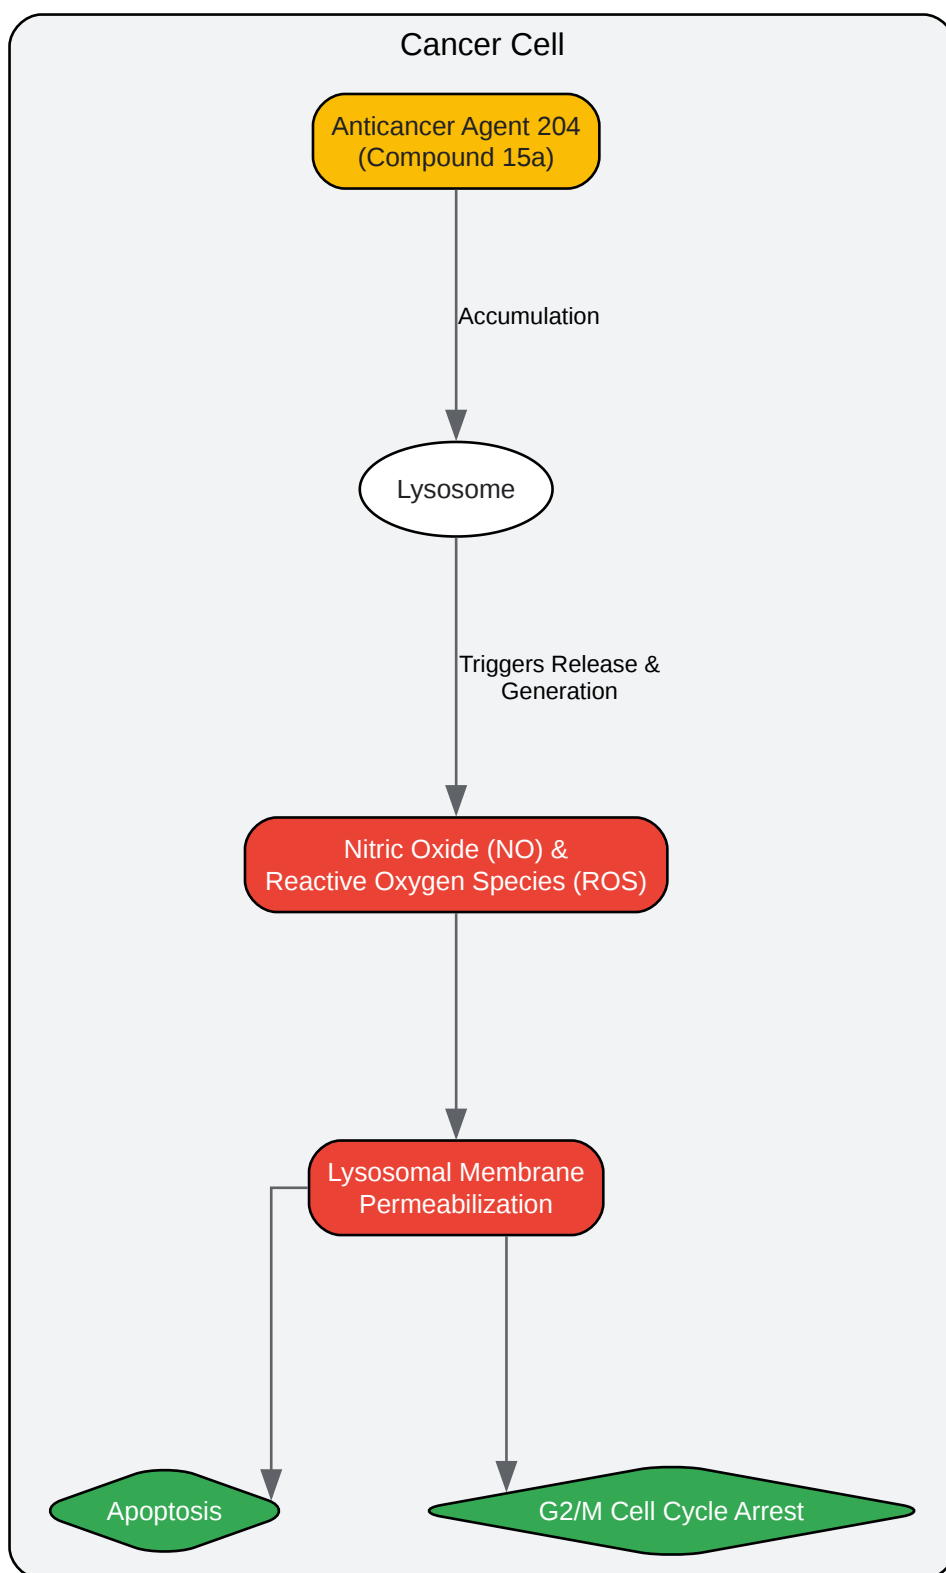 Cancer Cell
Anticancer Agent 204
(Compound 15a)
Accumulation
Lysosome
Triggers Release &
Generation
Nitric Oxide (NO) &
Reactive Oxygen Species (ROS)
Lysosomal Membrane
Permeabilization
Apoptosis
G2/M Cell Cycle Arrest